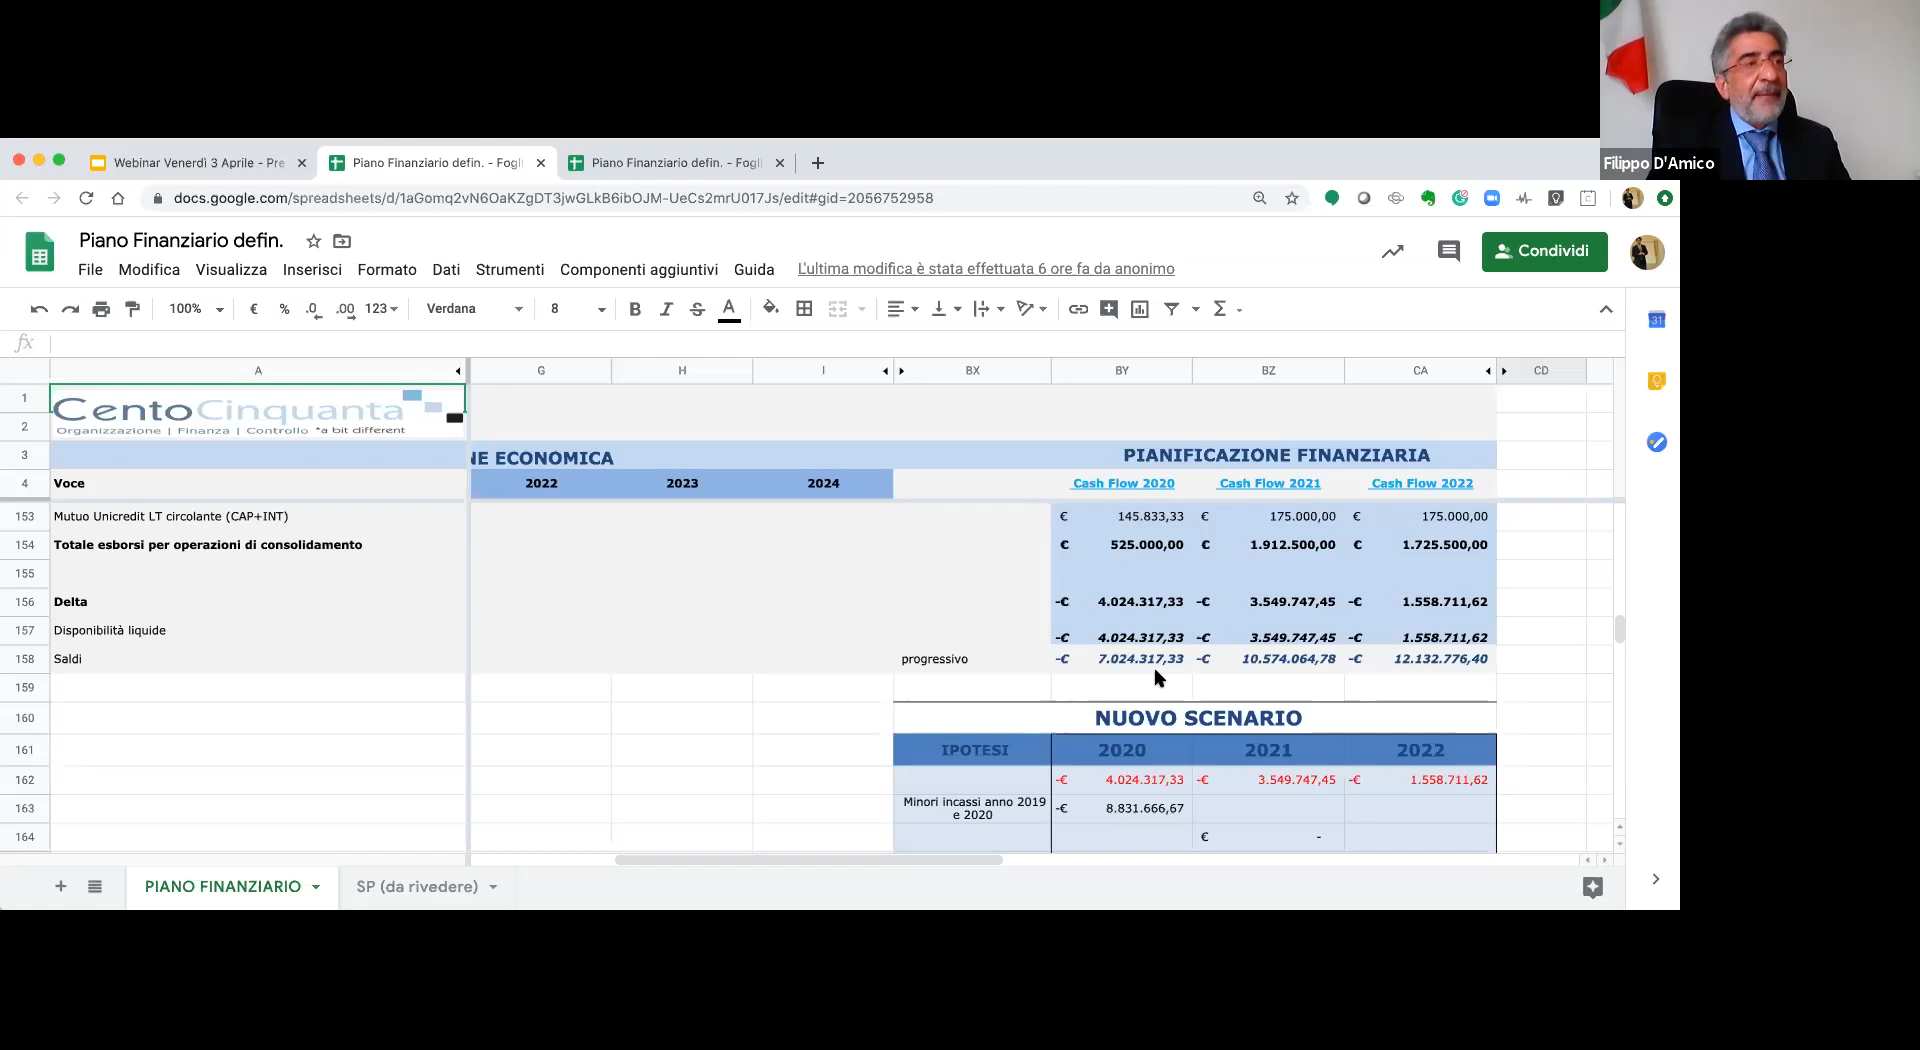 Filippo D'Amico
Webinar Venerdì 3 Aprile - Pre
Piano Finanziario defin. - Fogli
Piano Finanziario defin. - Fogli
docs.google.com/spreadsheets/d/1aGomq2vN6OaKZgDT3jwGLkB6ibOJM-UeCs2mrU017Js/edit#gid=2056752958
Piano Finanziario defin.
File Modifica Visualizza Inserisci Formato Dati Strumenti Componenti aggiuntivi Guida L'ultima modifica è stata effettuata 6 ore fa da anonimo
Condividi
100% € % .0 .00 123 Verdana 8 B I S A Σ
fx
31
A G H I BX BY BZ CA CD
1
CentoCinquanta
Organizzazione | Finanza | Controllo *a bit different
2
3 NE ECONOMICA PIANIFICAZIONE FINANZIARIA
4 Voce 2022 2023 2024 Cash Flow 2020 Cash Flow 2021 Cash Flow 2022
153 Mutuo Unicredit LT circolante (CAP+INT) € 145.833,33 € 175.000,00 € 175.000,00
154 Totale esborsi per operazioni di consolidamento € 525.000,00 € 1.912.500,00 € 1.725.500,00
155
156 Delta -€ 4.024.317,33 -€ 3.549.747,45 -€ 1.558.711,62
157 Disponibilità liquide -€ 4.024.317,33 -€ 3.549.747,45 -€ 1.558.711,62
158 Saldi progressivo -€ 7.024.317,33 -€ 10.574.064,78 -€ 12.132.776,40
159
160 NUOVO SCENARIO
161 IPOTESI 2020 2021 2022
162 -€ 4.024.317,33 -€ 3.549.747,45 -€ 1.558.711,62
163 Minori incassi anno 2019 e 2020 -€ 8.831.666,67
164 € -
+ PIANO FINANZIARIO SP (da rivedere)